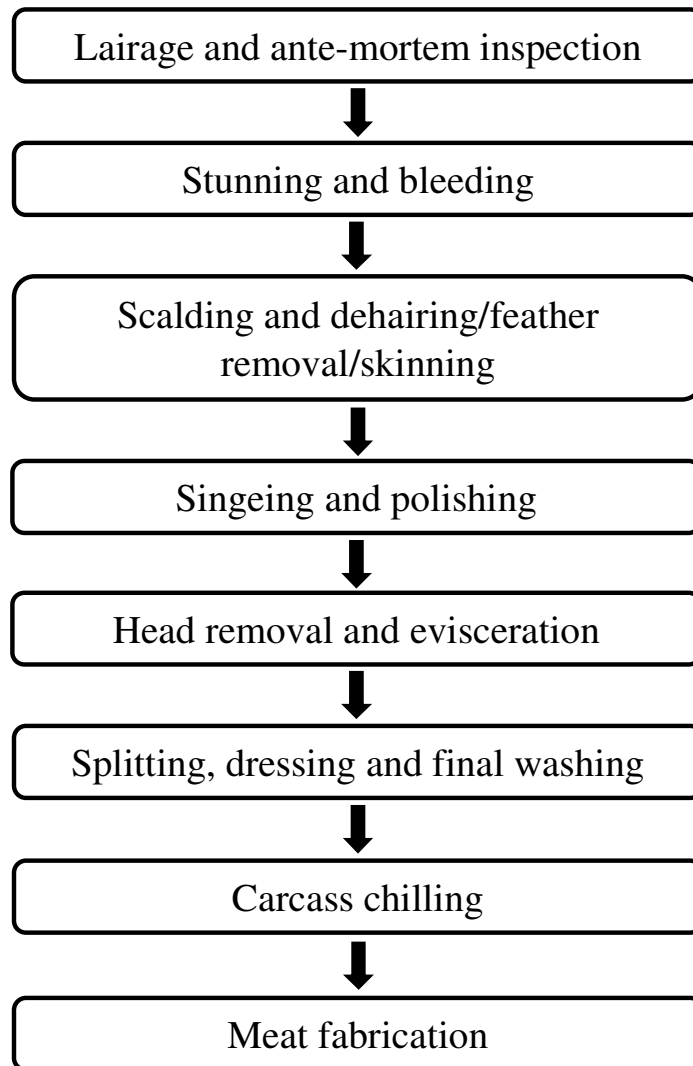 Lairage and ante-mortem inspection
Stunning and bleeding
Scalding and dehairing/feather
removal/skinning
Singeing and polishing
Head removal and evisceration
Splitting, dressing and final washing
Carcass chilling
Meat fabrication